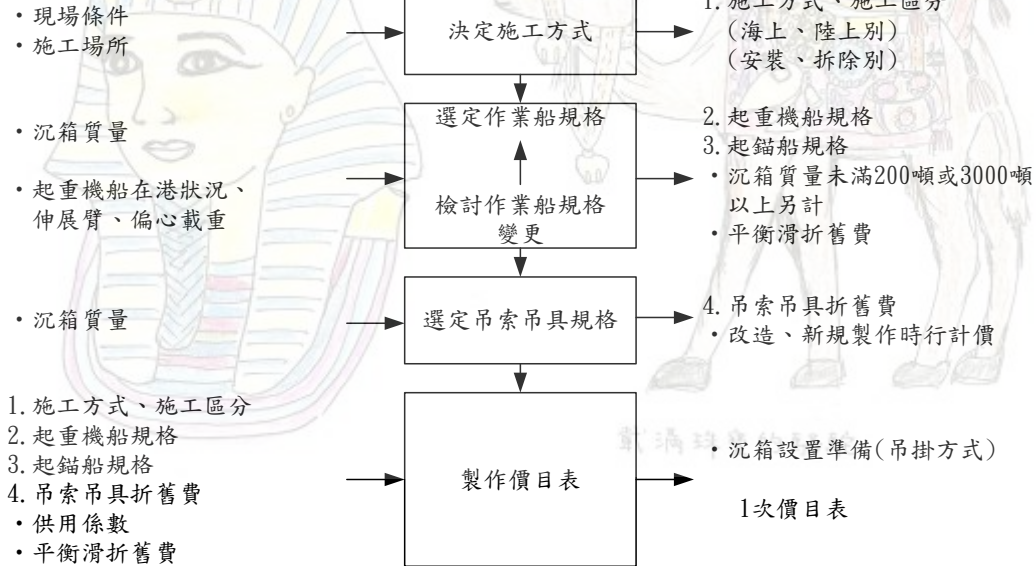 ・現場條件
・施工場所
決定施工方式
1.施工方式、施工區分
(海上、陸上別)
(安裝、拆除別)
・沉箱質量
・起重機船在港狀況、
伸展臂、偏心載重
選定作業船規格
檢討作業船規格
變更
2.起重機船規格
3.起錨船規格
・沉箱質量未滿200噸或3000噸
以上另計
・平衡滑折舊費
・沉箱質量
選定吊索吊具規格
4.吊索吊具折舊費
・改造、新規製作時行計價
1.施工方式、施工區分
2.起重機船規格
3.起錨船規格
4.吊索吊具折舊費
・供用係數
・平衡滑折舊費
製作價目表
・沉箱設置準備(吊掛方式)
1次價目表